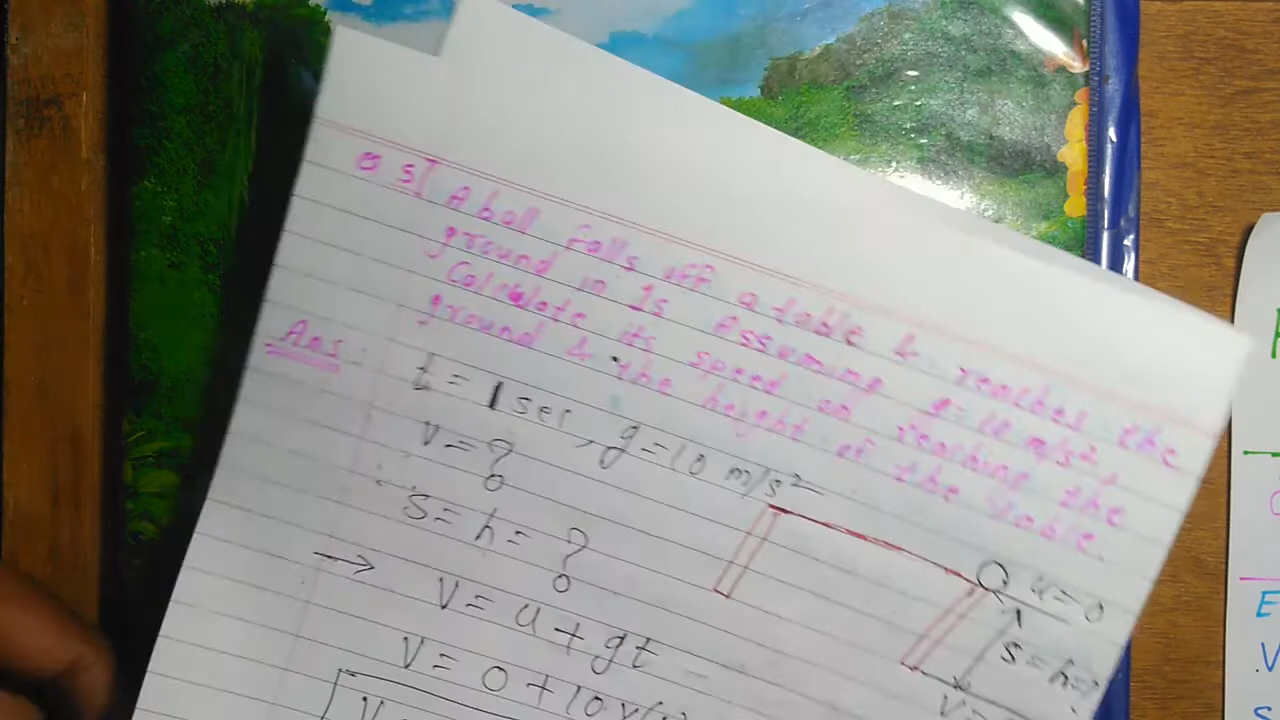 Q 5] A ball falls off a table & reaches the
ground in 1s Assuming g=10 m/s²,
Calculate its speed on reaching the
ground & the height of the table.
Ans.
t = 1 sec, g = 10 m/s²
v = ?
s = h = ?
u = 0
→ v = u + gt
s = h = ?
v = 0 + 10
v =